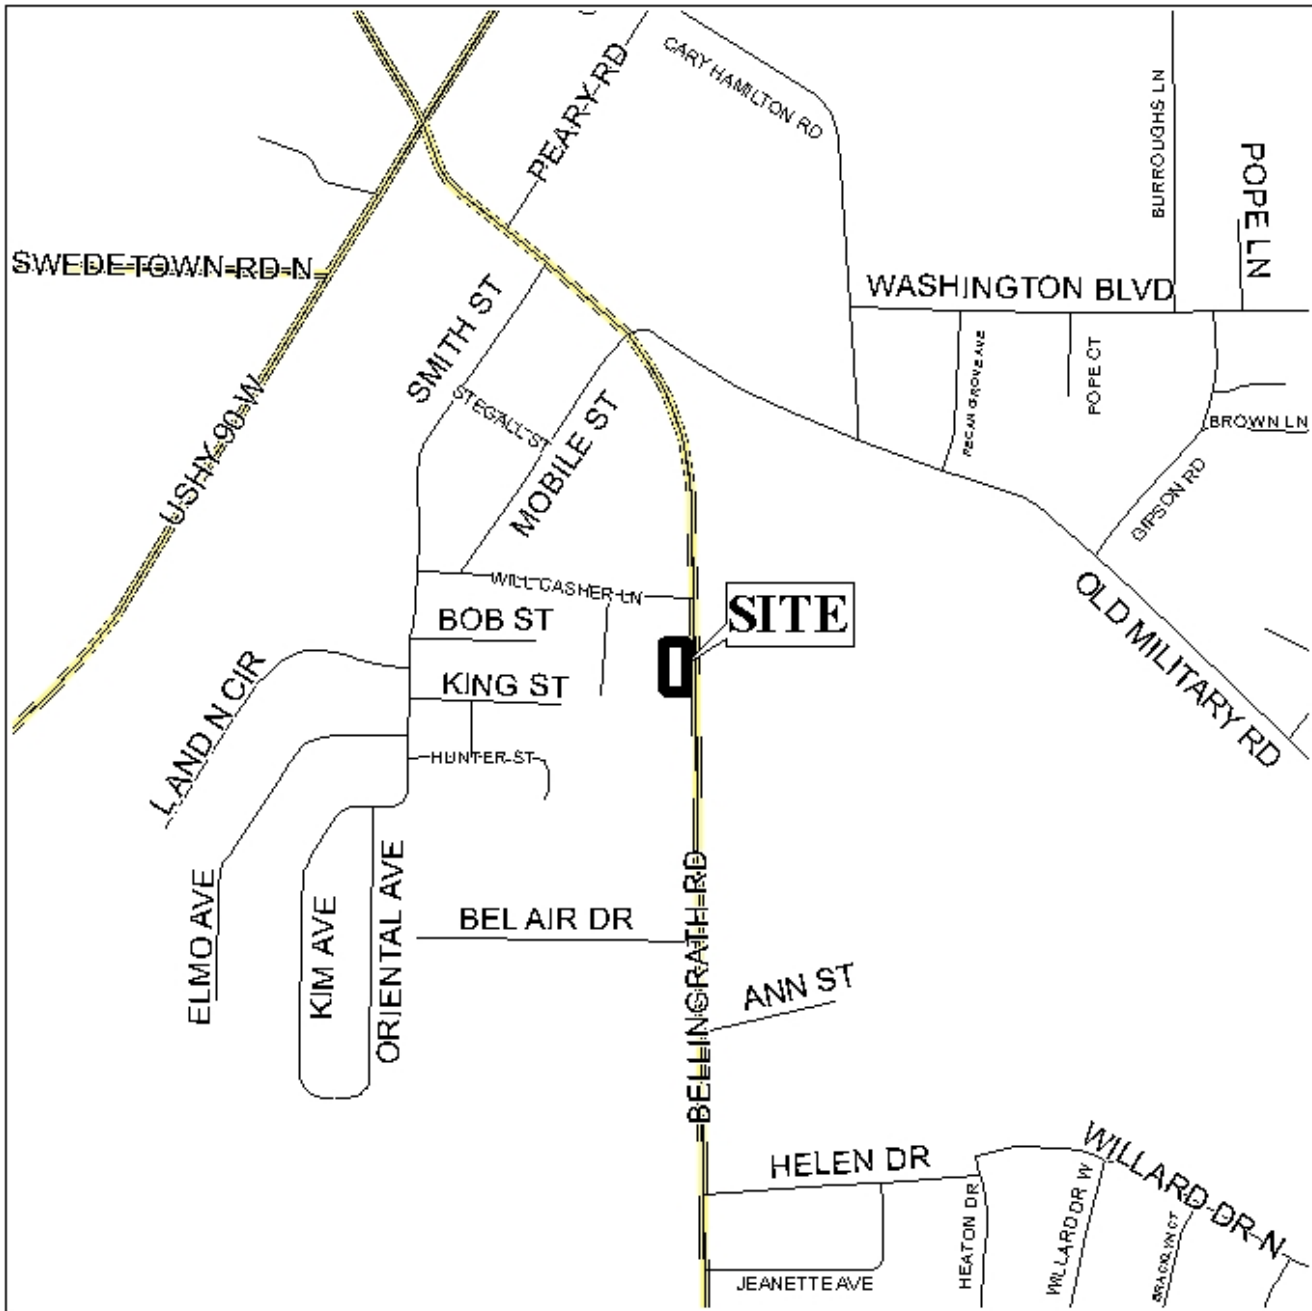 CARY HAMILTON RD
PEARY RD
BURROUGHS LN
POPE LN
SWEDETOWN RD N
WASHINGTON BLVD
SMITH ST
STEGALL ST
MOBILE ST
PECAN GROVE AVE
POPE CT
BROWN LN
USHY 90 W
GIPSON RD
WILL CASHER LN
BOB ST
SITE
OLD MILITARY RD
KING ST
LAND N CIR
HUNTER ST
ELMO AVE
KIM AVE
ORIENTAL AVE
BEL AIR DR
BELLINGRATH RD
ANN ST
HELEN DR
WILLARD DR N
HEATON DR
WILLARD DR W
JEANETTE AVE